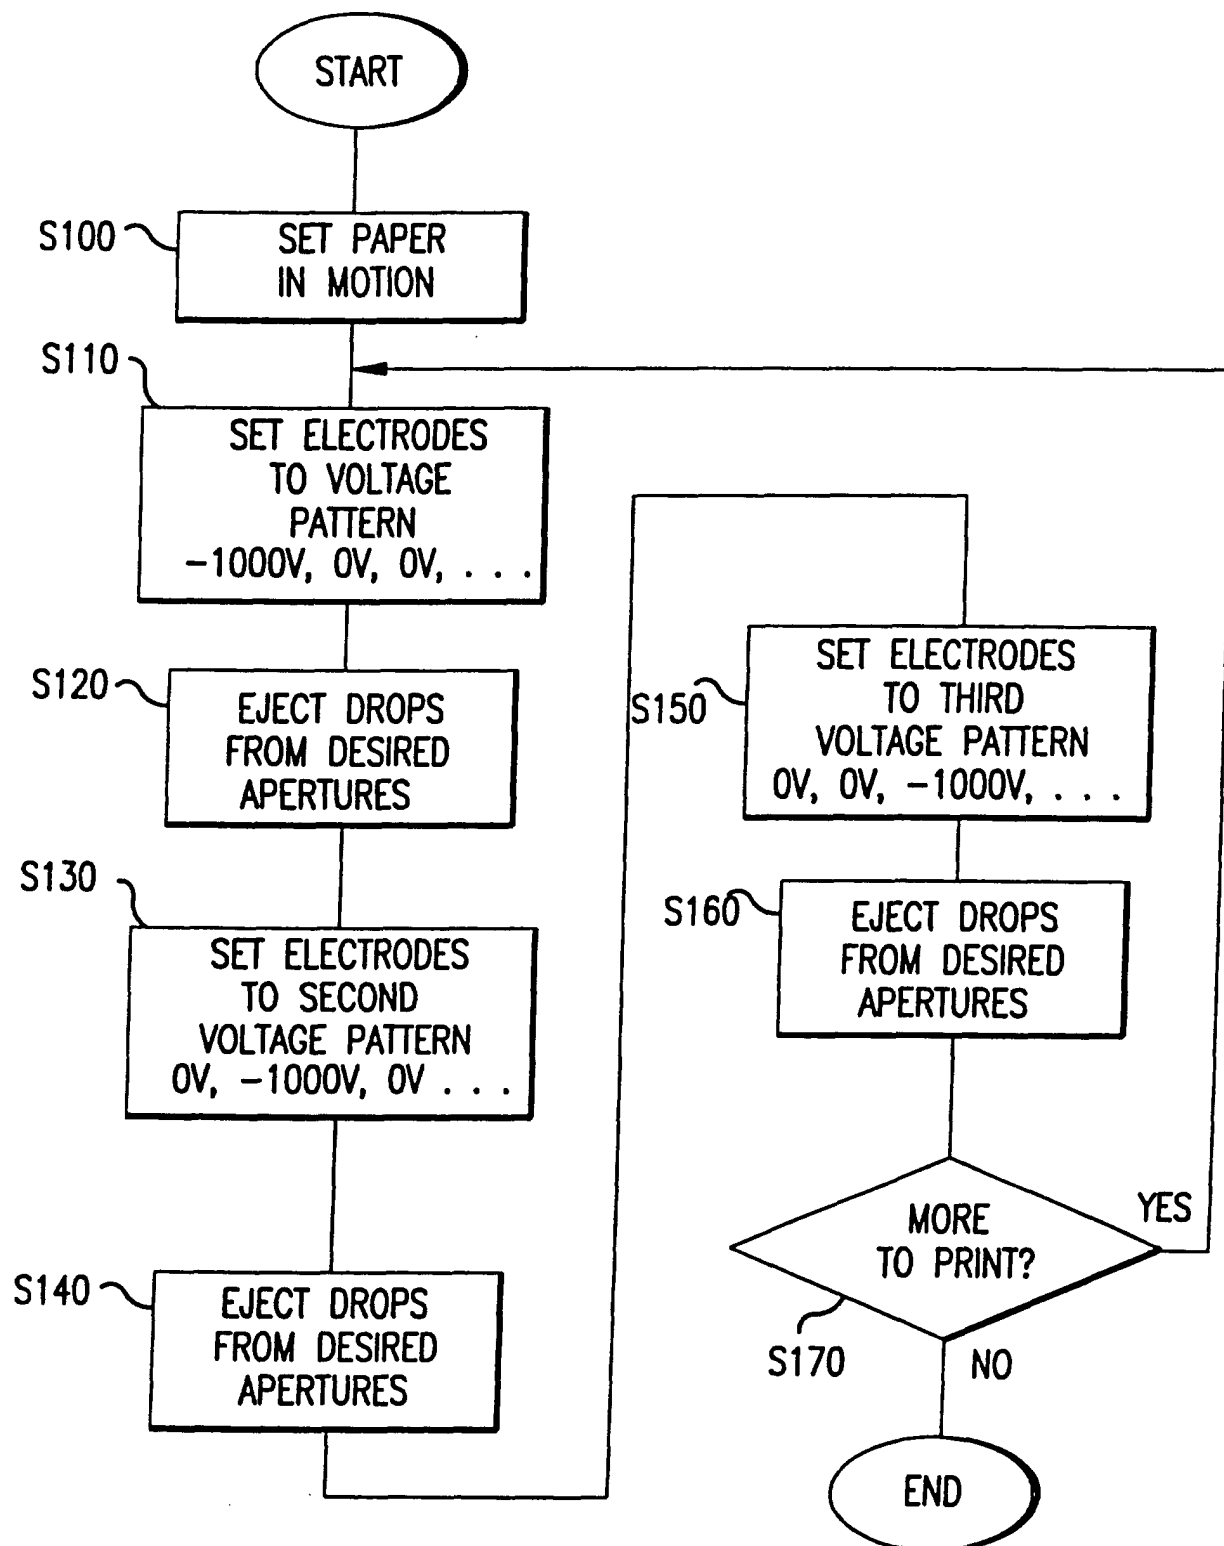 START
S100
SET PAPER
IN MOTION
S110
SET ELECTRODES
TO VOLTAGE
PATTERN
-1000V, 0V, 0V, . . .
S120
EJECT DROPS
FROM DESIRED
APERTURES
S130
SET ELECTRODES
TO SECOND
VOLTAGE PATTERN
0V, -1000V, 0V . . .
S140
EJECT DROPS
FROM DESIRED
APERTURES
S150
SET ELECTRODES
TO THIRD
VOLTAGE PATTERN
0V, 0V, -1000V, . . .
S160
EJECT DROPS
FROM DESIRED
APERTURES
MORE
TO PRINT?
YES
S170
NO
END